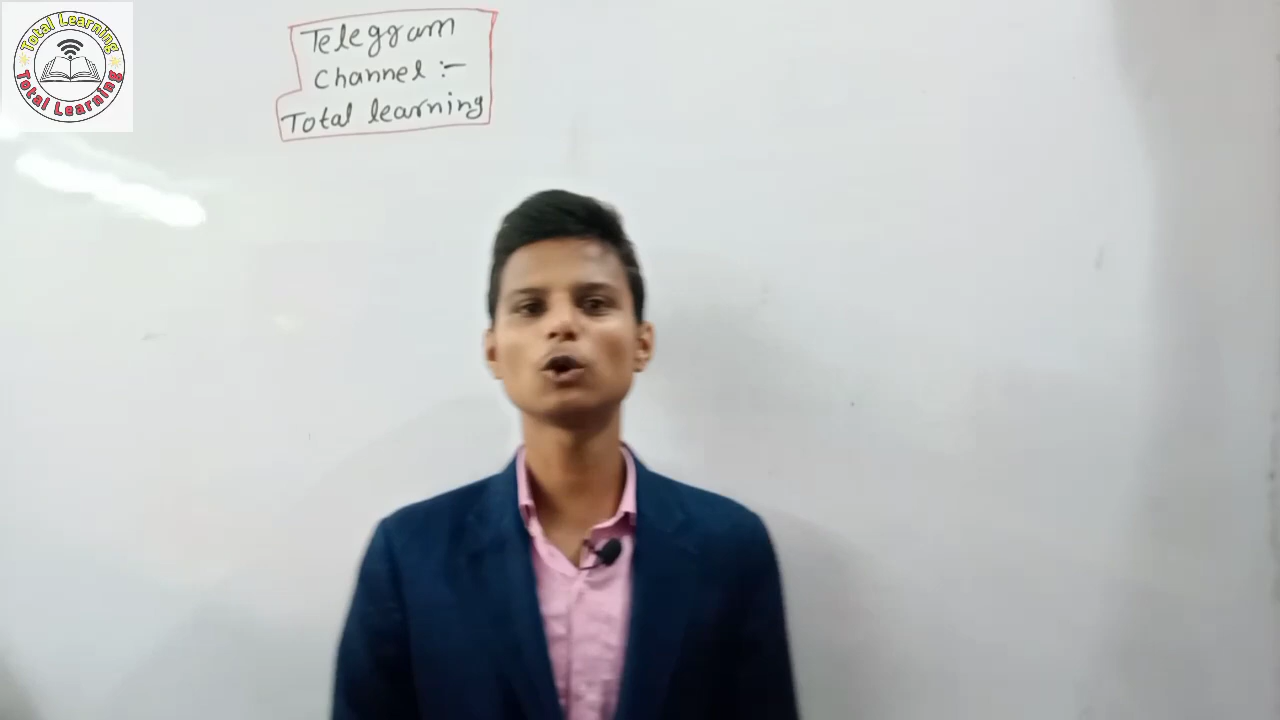 Total Learning
Total Learning
Telegram
Channel :-
Total learning